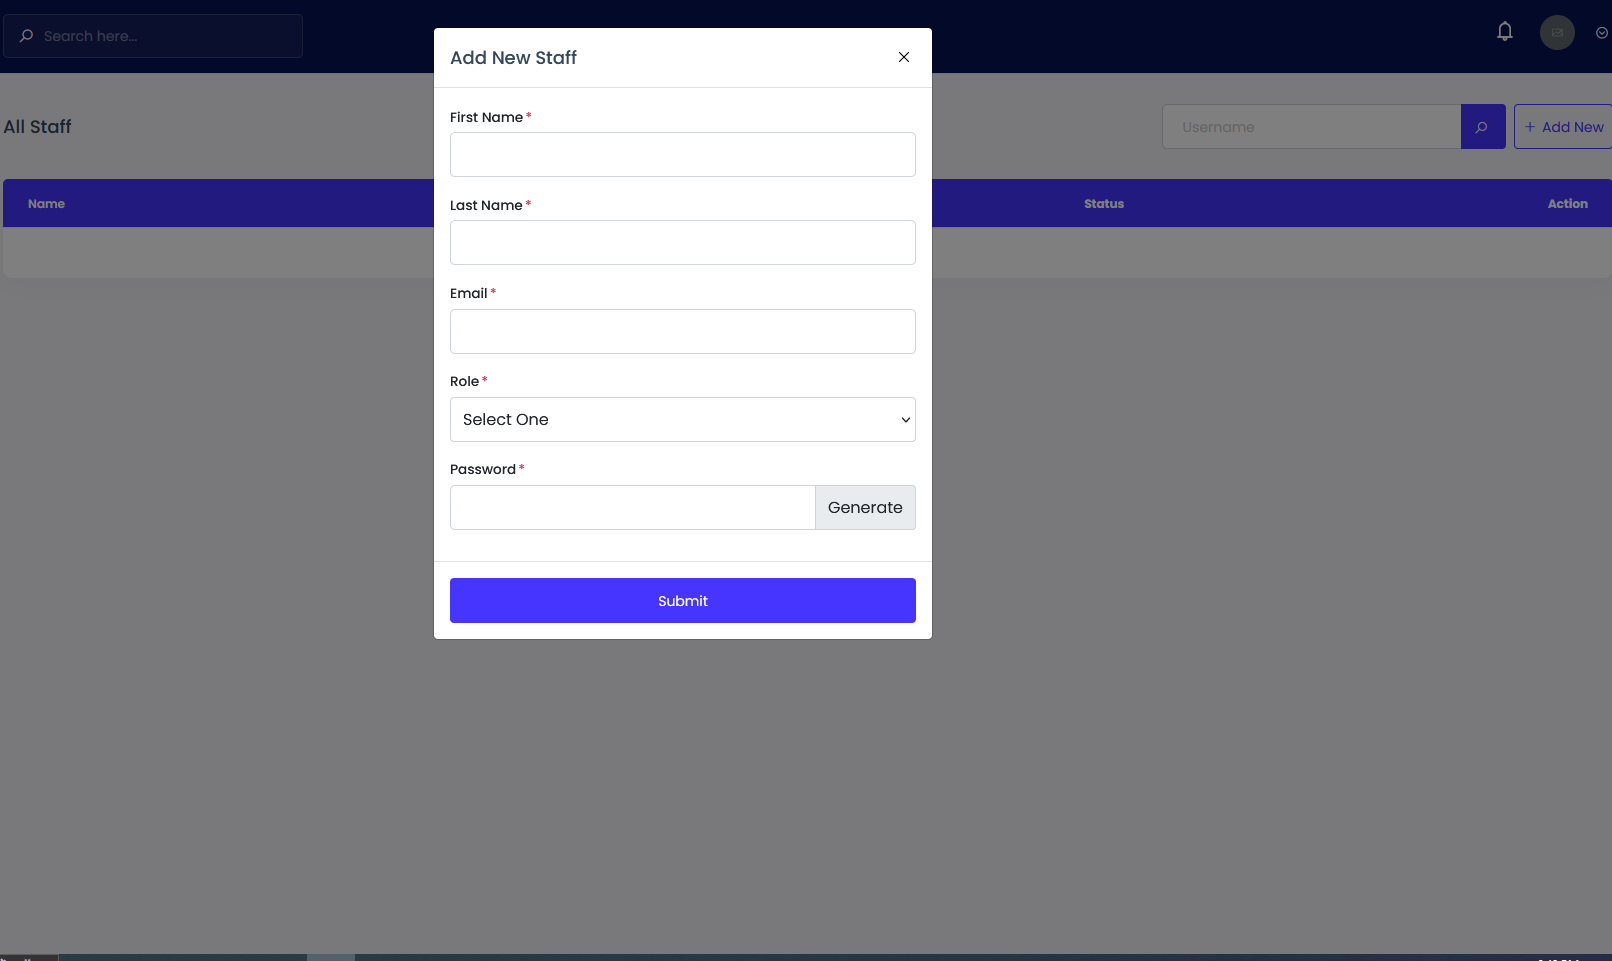 Search here...
All Staff
Username
+ Add New
Name
Status
Action
Add New Staff
First Name *
Last Name *
Email *
Role *
Select One
Password *
Generate
Submit